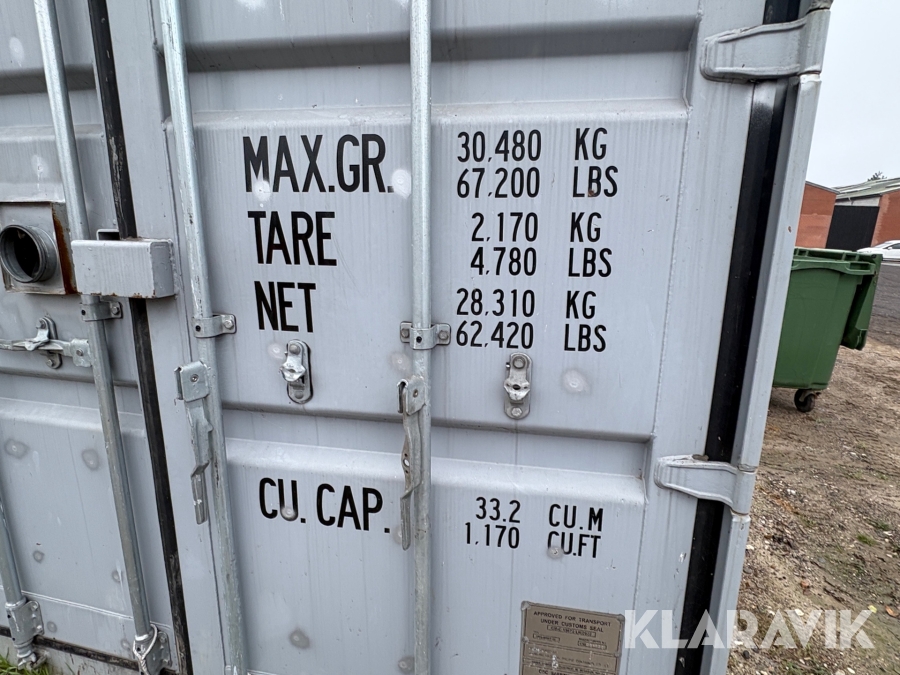 MAX.GR. 30,480 KG
67,200 LBS
TARE 2,170 KG
4,780 LBS
NET 28,310 KG
62,420 LBS
CU. CAP. 33.2 CU.M
1,170 CU.FT
APPROVED FOR TRANSPORT
UNDER CUSTOMS SEAL
KLARAVIK